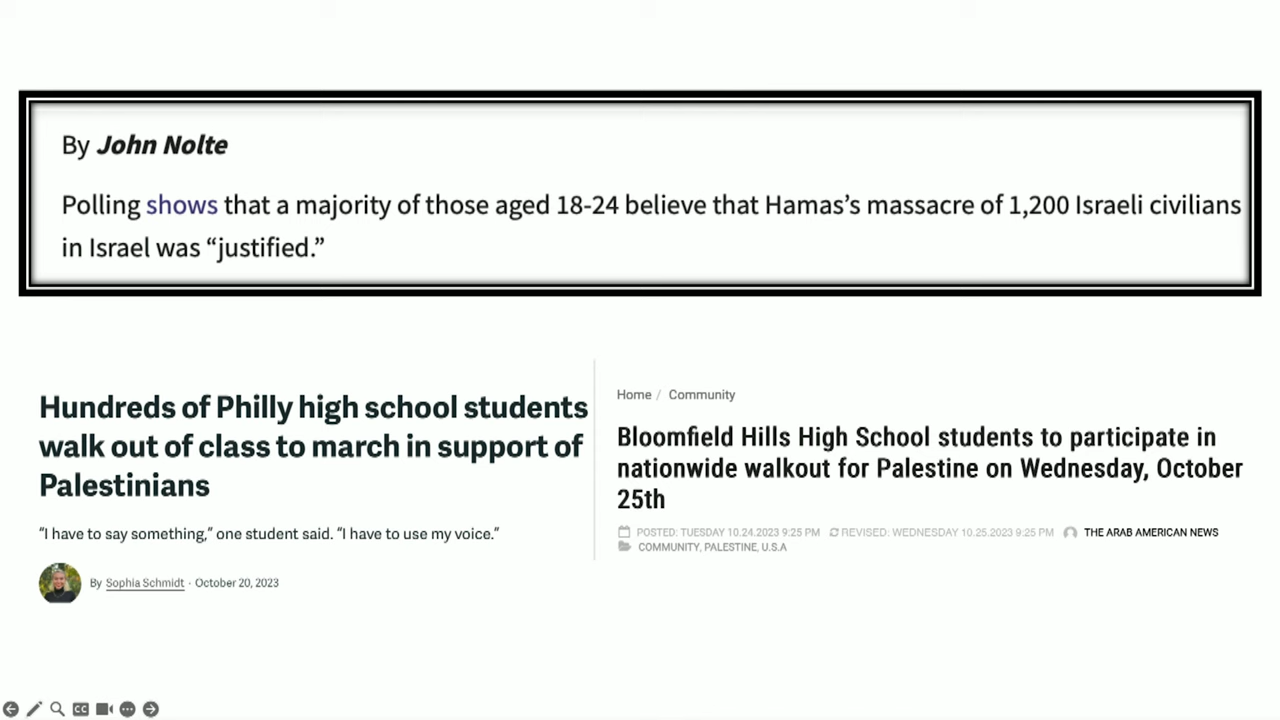 By John Nolte
Polling shows that a majority of those aged 18-24 believe that Hamas’s massacre of 1,200 Israeli civilians
in Israel was “justified.”
Hundreds of Philly high school students
walk out of class to march in support of
Palestinians
“I have to say something,” one student said. “I have to use my voice.”
By Sophia Schmidt · October 20, 2023
Home / Community
Bloomfield Hills High School students to participate in
nationwide walkout for Palestine on Wednesday, October
25th
POSTED: TUESDAY 10.24.2023 9:25 PM REVISED: WEDNESDAY 10.25.2023 9:25 PM THE ARAB AMERICAN NEWS
COMMUNITY, PALESTINE, U.S.A
CC